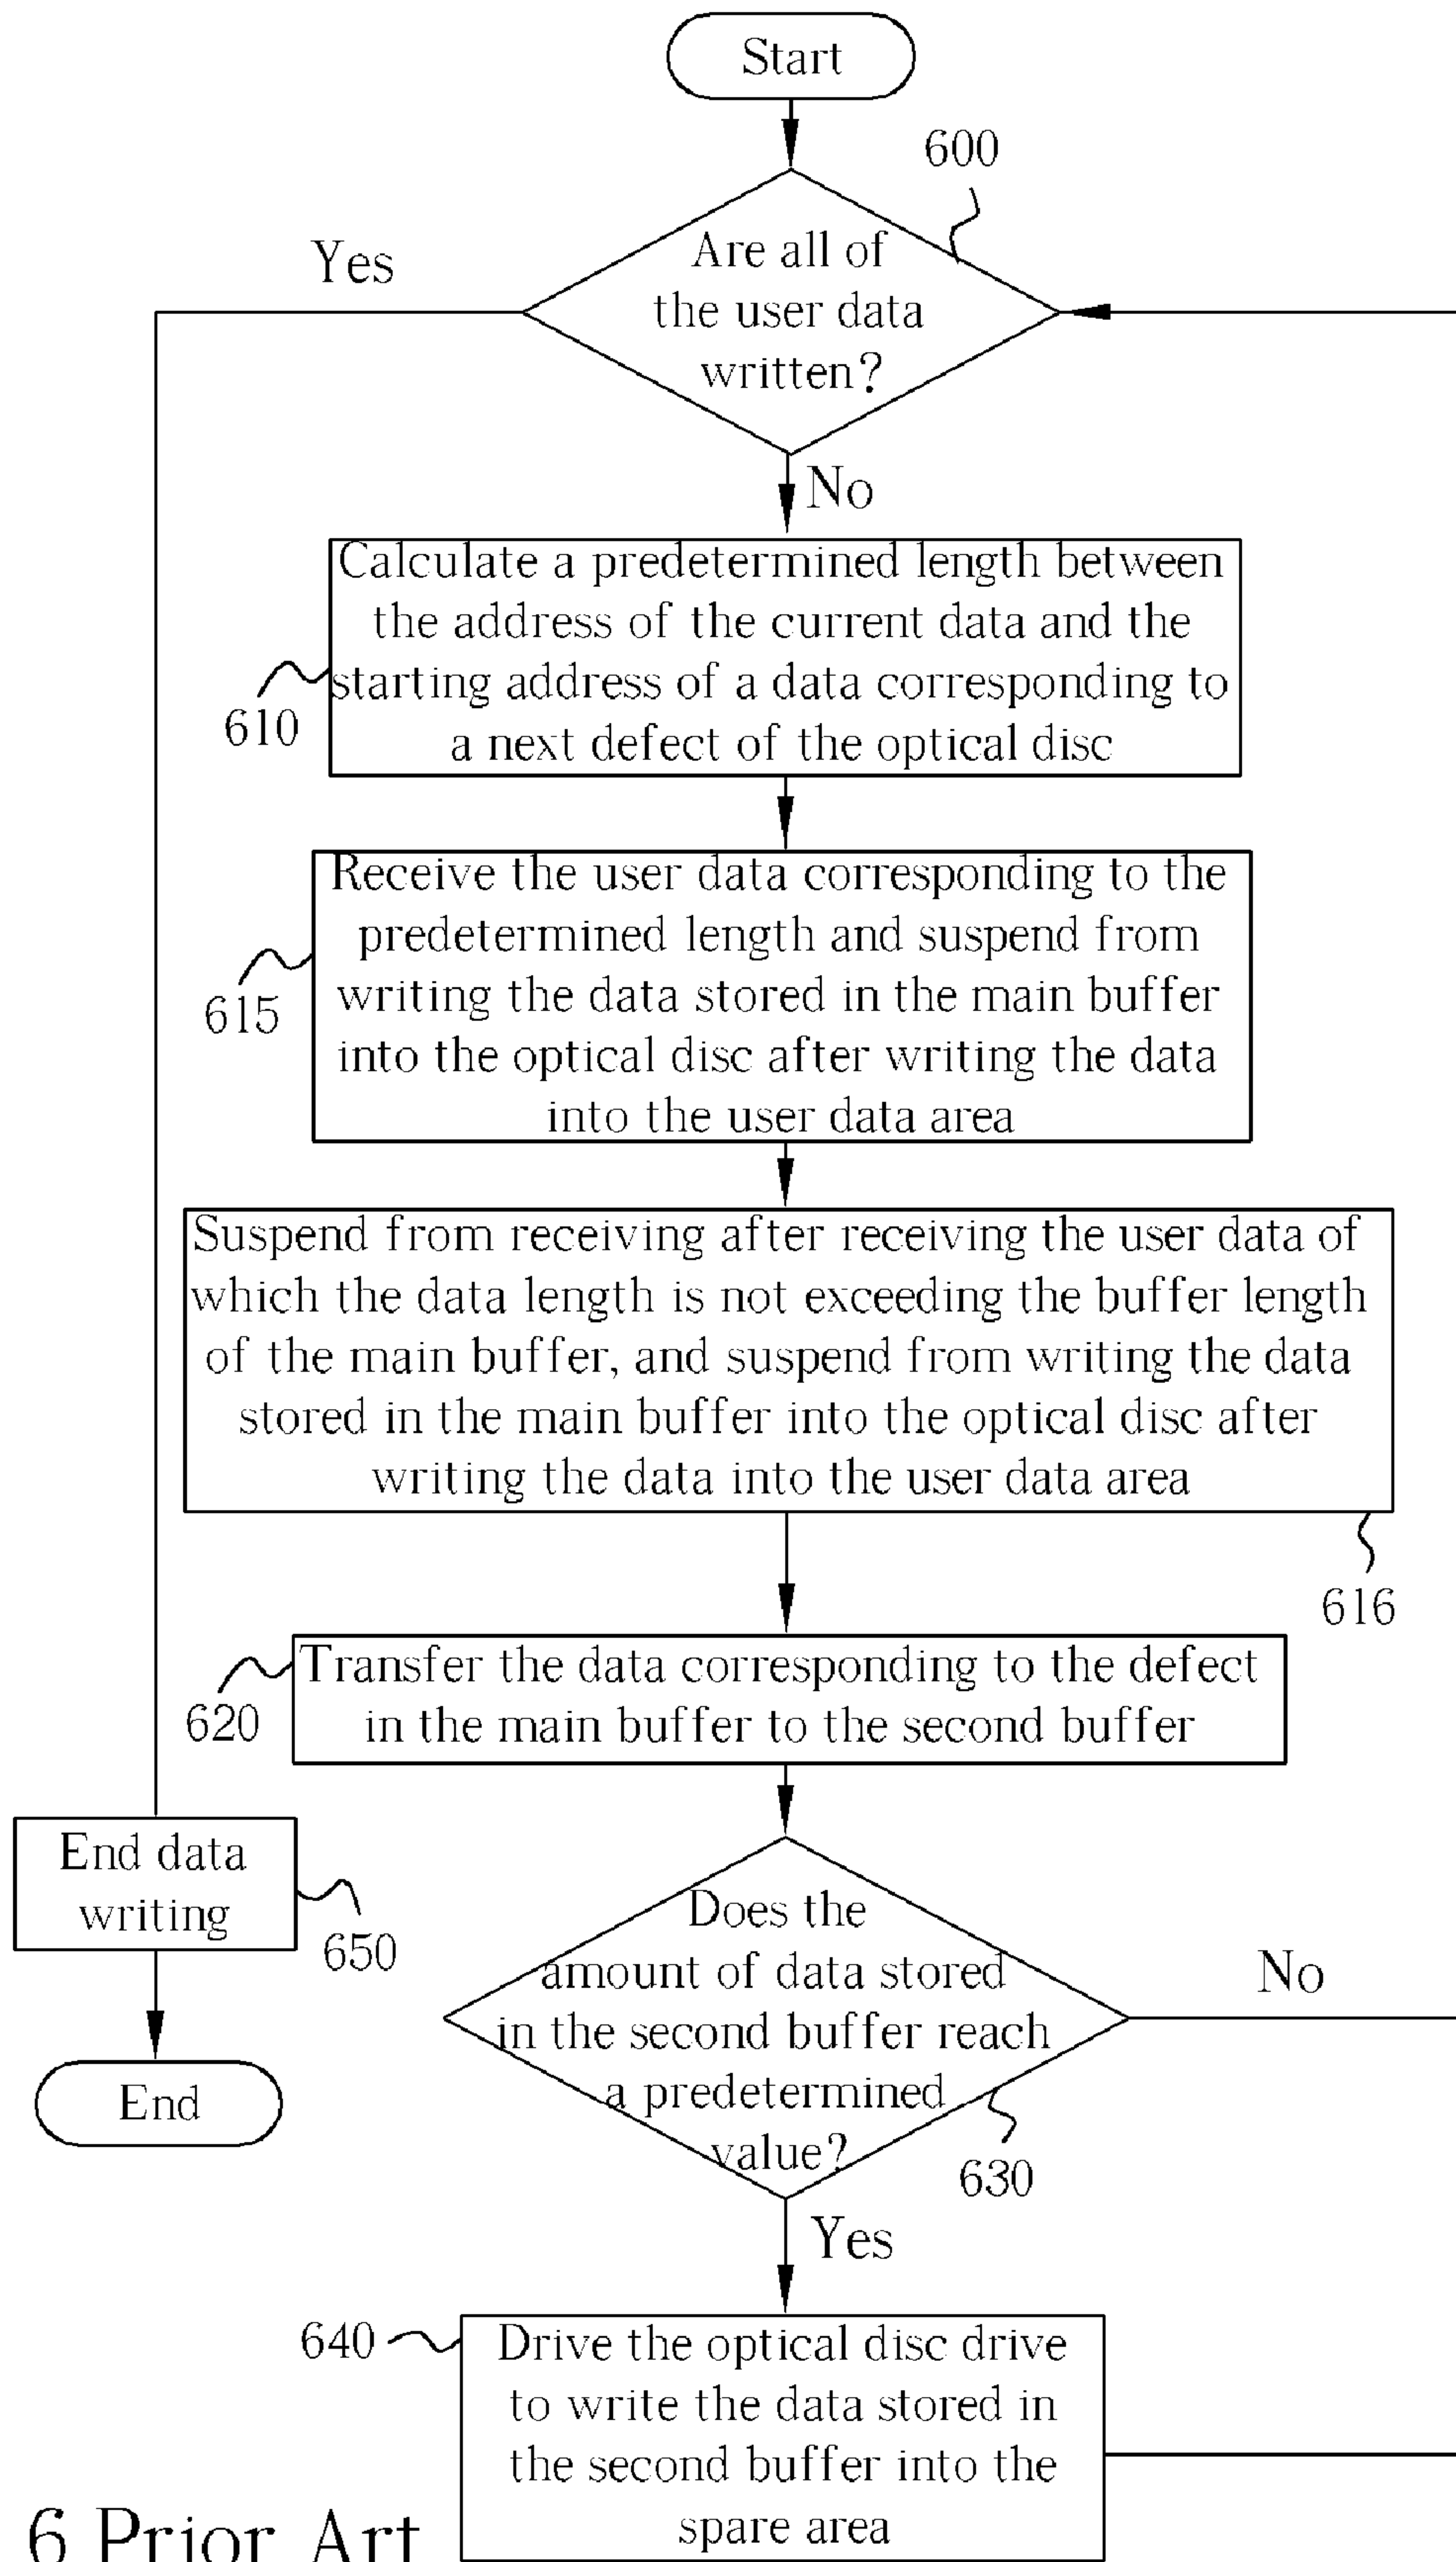 Start
600
Yes
Are all of
the user data
written?
No
Calculate a predetermined length between
the address of the current data and the
starting address of a data corresponding to
a next defect of the optical disc
610
Receive the user data corresponding to the
predetermined length and suspend from
writing the data stored in the main buffer
into the optical disc after writing the data
into the user data area
615
Suspend from receiving after receiving the user data of
which the data length is not exceeding the buffer length
of the main buffer, and suspend from writing the data
stored in the main buffer into the optical disc after
writing the data into the user data area
616
Transfer the data corresponding to the defect
in the main buffer to the second buffer
620
End data
writing
650
End
Does the
amount of data stored
in the second buffer reach
a predetermined
value?
No
630
Yes
640
Drive the optical disc drive
to write the data stored in
the second buffer into the
spare area
6 Prior Art